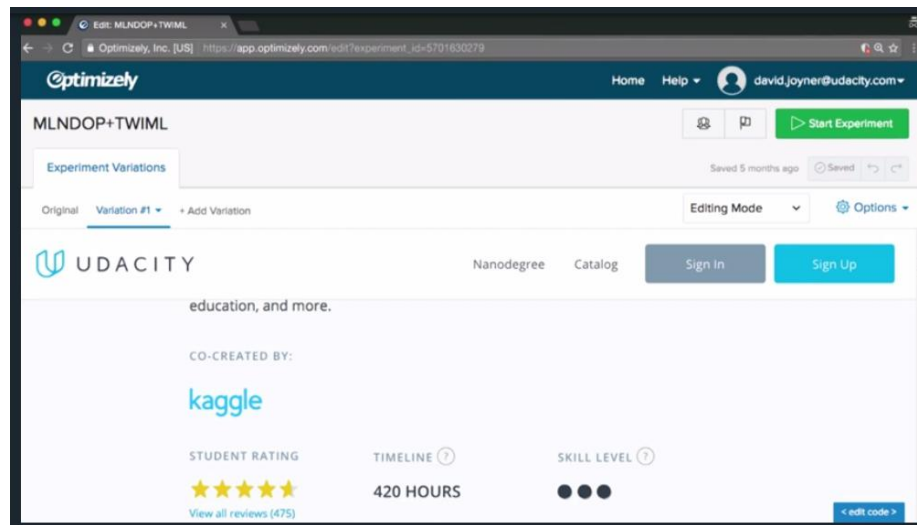 Edit: MLNDOP+TWIML
Optimizely, Inc. [US] https://app.optimizely.com/edit?experiment_id=5701630279
Optimizely Home Help david.joyner@udacity.com
MLNDOP+TWIML Start Experiment
Experiment Variations Saved 5 months ago Saved
Original Variation #1 + Add Variation Editing Mode Options
UDACITY Nanodegree Catalog Sign In Sign Up
education, and more.
CO-CREATED BY:
kaggle
STUDENT RATING TIMELINE ? SKILL LEVEL ?
420 HOURS
View all reviews (475) < edit code >